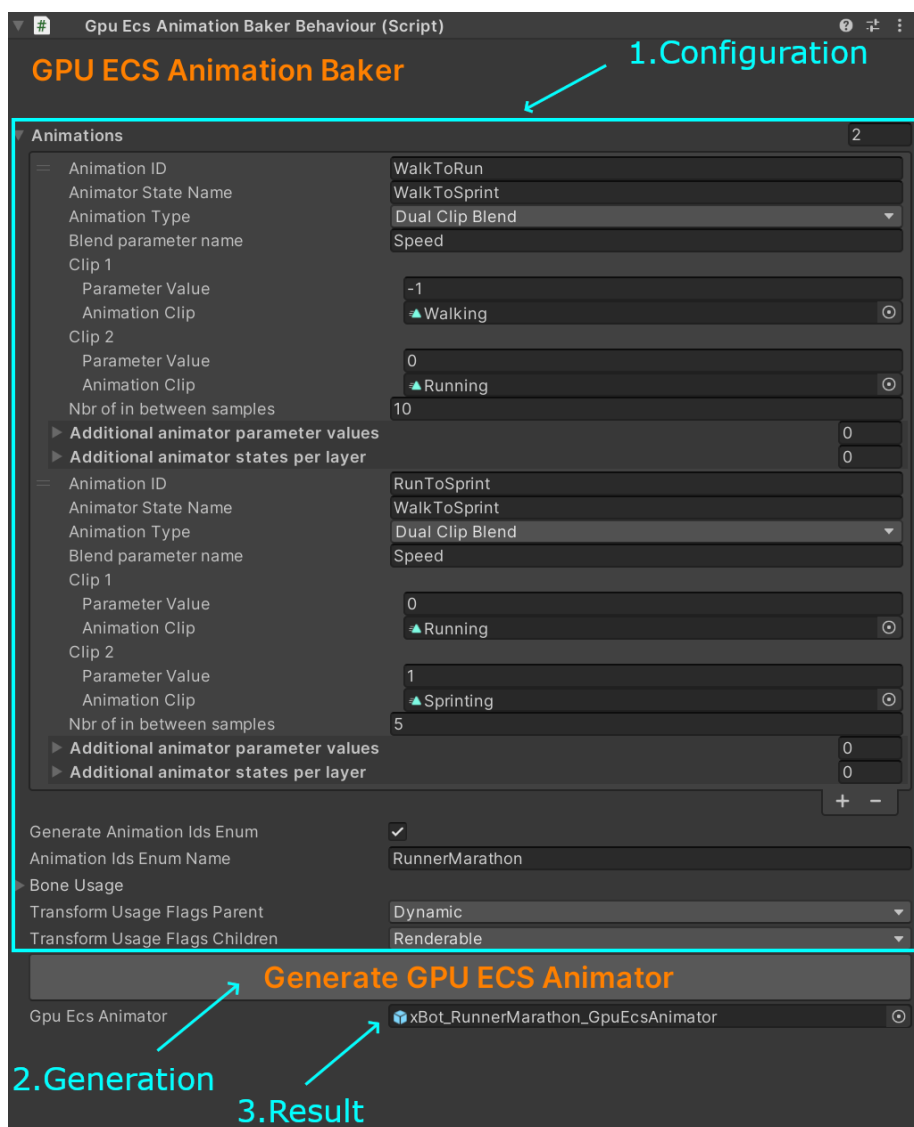 Gpu Ecs Animation Baker Behaviour (Script)
GPU ECS Animation Baker
1.Configuration
Animations 2
Animation ID WalkToRun
Animator State Name WalkToSprint
Animation Type Dual Clip Blend
Blend parameter name Speed
Clip 1
Parameter Value -1
Animation Clip Walking
Clip 2
Parameter Value 0
Animation Clip Running
Nbr of in between samples 10
Additional animator parameter values 0
Additional animator states per layer 0
Animation ID RunToSprint
Animator State Name WalkToSprint
Animation Type Dual Clip Blend
Blend parameter name Speed
Clip 1
Parameter Value 0
Animation Clip Running
Clip 2
Parameter Value 1
Animation Clip Sprinting
Nbr of in between samples 5
Additional animator parameter values 0
Additional animator states per layer 0
+ -
Generate Animation Ids Enum
Animation Ids Enum Name RunnerMarathon
Bone Usage
Transform Usage Flags Parent Dynamic
Transform Usage Flags Children Renderable
Generate GPU ECS Animator
Gpu Ecs Animator xBot_RunnerMarathon_GpuEcsAnimator
2.Generation
3.Result